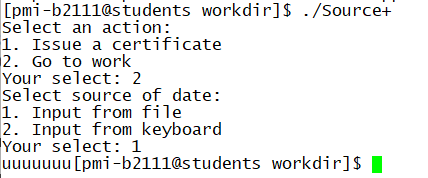 [pmi-b2111@students workdir]$ ./Source+
Select an action:
1. Issue a certificate
2. Go to work
Your select: 2
Select source of date:
1. Input from file
2. Input from keyboard
Your select: 1
uuuuuuu[pmi-b2111@students workdir]$